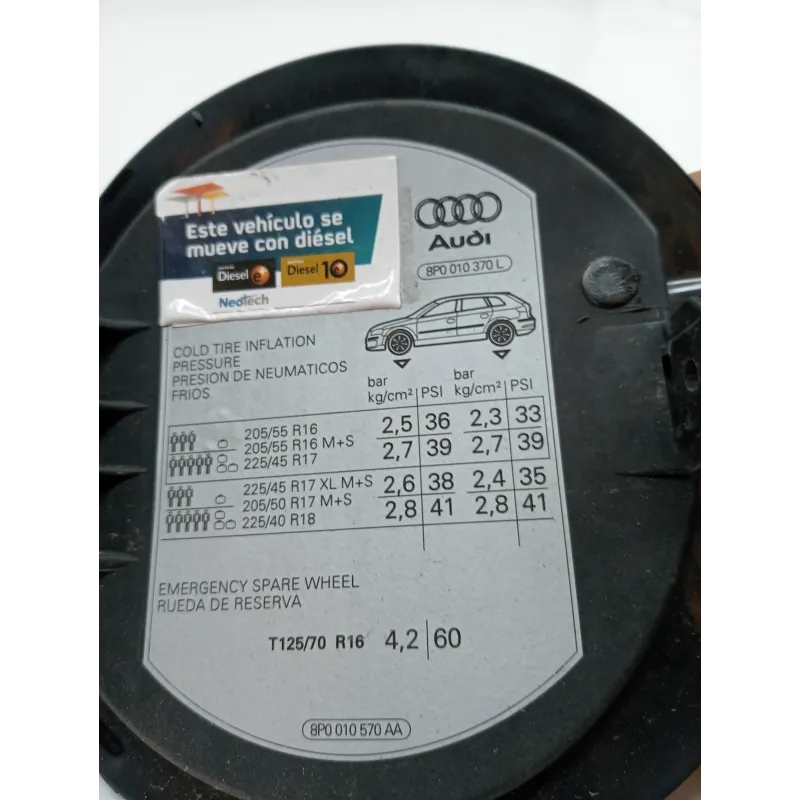 Este vehículo se
mueve con diésel
Diesel e
Diesel 10
NeoTech
Audi
8P0 010 370 L
COLD TIRE INFLATION
PRESSURE
PRESION DE NEUMATICOS
FRIOS
bar
kg/cm² PSI
bar
kg/cm² PSI
205/55 R16
205/55 R16 M+S
225/45 R17
2,5 36 2,3 33
2,7 39 2,7 39
225/45 R17 XL M+S
205/50 R17 M+S
225/40 R18
2,6 38 2,4 35
2,8 41 2,8 41
EMERGENCY SPARE WHEEL
RUEDA DE RESERVA
T125/70 R16 4,2 60
8P0 010 570 AA